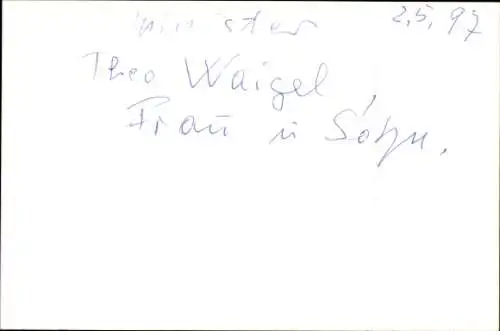 Minister 2,5,97
Theo Waigel,
Frau u Sohn.